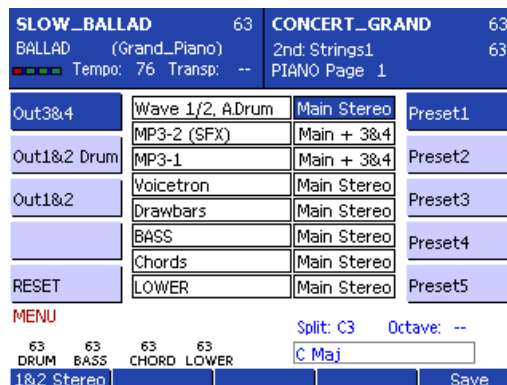 SLOW_BALLAD 63 CONCERT_GRAND 63
BALLAD (Grand_Piano) 2nd: Strings1 63
Tempo: 76 Transp: -- PIANO Page 1
Out3&4 Wave 1/2, A.Drum Main Stereo Preset1
MP3-2 (SFX) Main + 3&4
Out1&2 Drum MP3-1 Main + 3&4 Preset2
Voicetron Main Stereo
Out1&2 Drawbars Main Stereo Preset3
BASS Main Stereo Preset4
Chords Main Stereo
RESET LOWER Main Stereo Preset5
MENU
Split: C3 Octave: --
63 63 63 63
DRUM BASS CHORD LOWER C Maj
1&2 Stereo Save